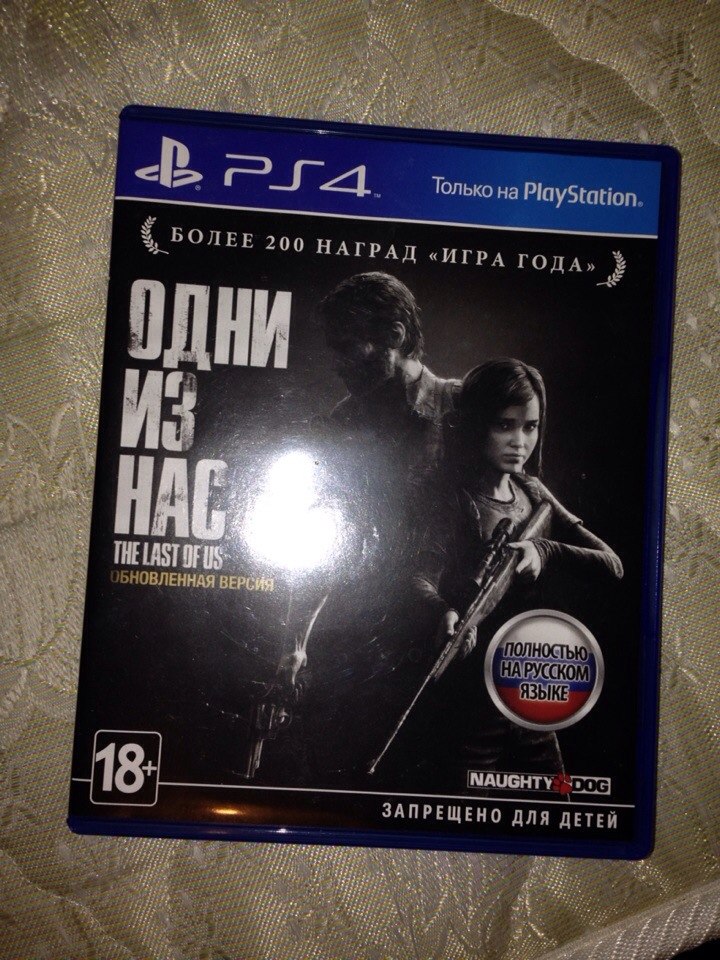 PS4™
Только на PlayStation®
БОЛЕЕ 200 НАГРАД «ИГРА ГОДА»
ОДНИ
ИЗ
НАС
THE LAST OF US
ОБНОВЛЕННАЯ ВЕРСИЯ
ПОЛНОСТЬЮ
НА РУССКОМ
ЯЗЫКЕ
18+
NAUGHTY DOG
ЗАПРЕЩЕНО ДЛЯ ДЕТЕЙ